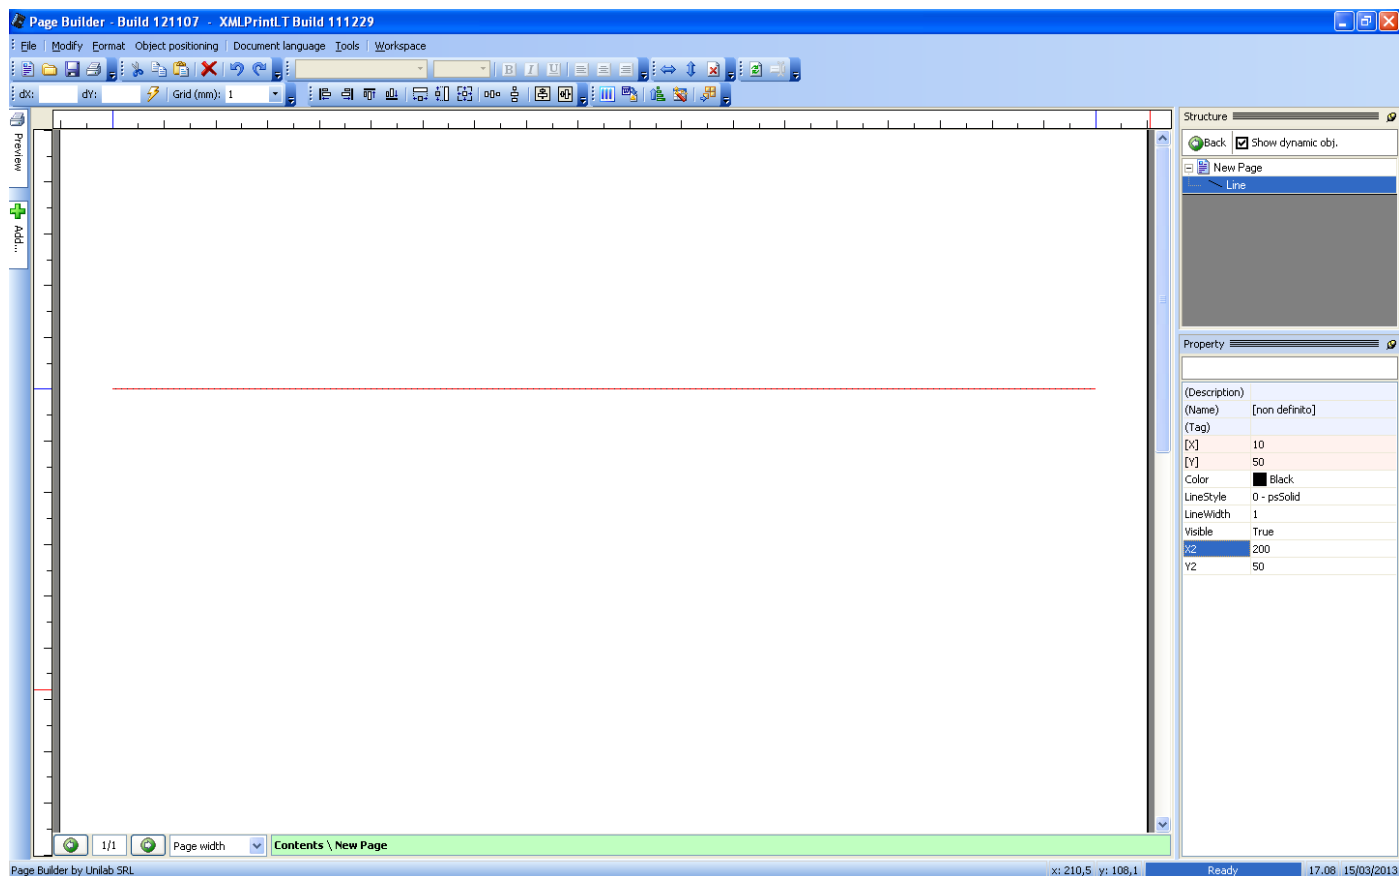 Page Builder - Build 121107 - XMLPrintLT Build 111229
File Modify Format Object positioning Document language Tools Workspace
B I U
dX: dY: Grid (mm): 1
Preview
Add...
Structure
Back Show dynamic obj.
New Page
Line
Property
(Description)
(Name) [non definito]
(Tag)
[X] 10
[Y] 50
Color Black
LineStyle 0 - psSolid
LineWidth 1
Visible True
X2 200
Y2 50
1/1 Page width Contents \ New Page
Page Builder by Unilab SRL x: 210,5 y: 108,1 Ready 17.08 15/03/2013